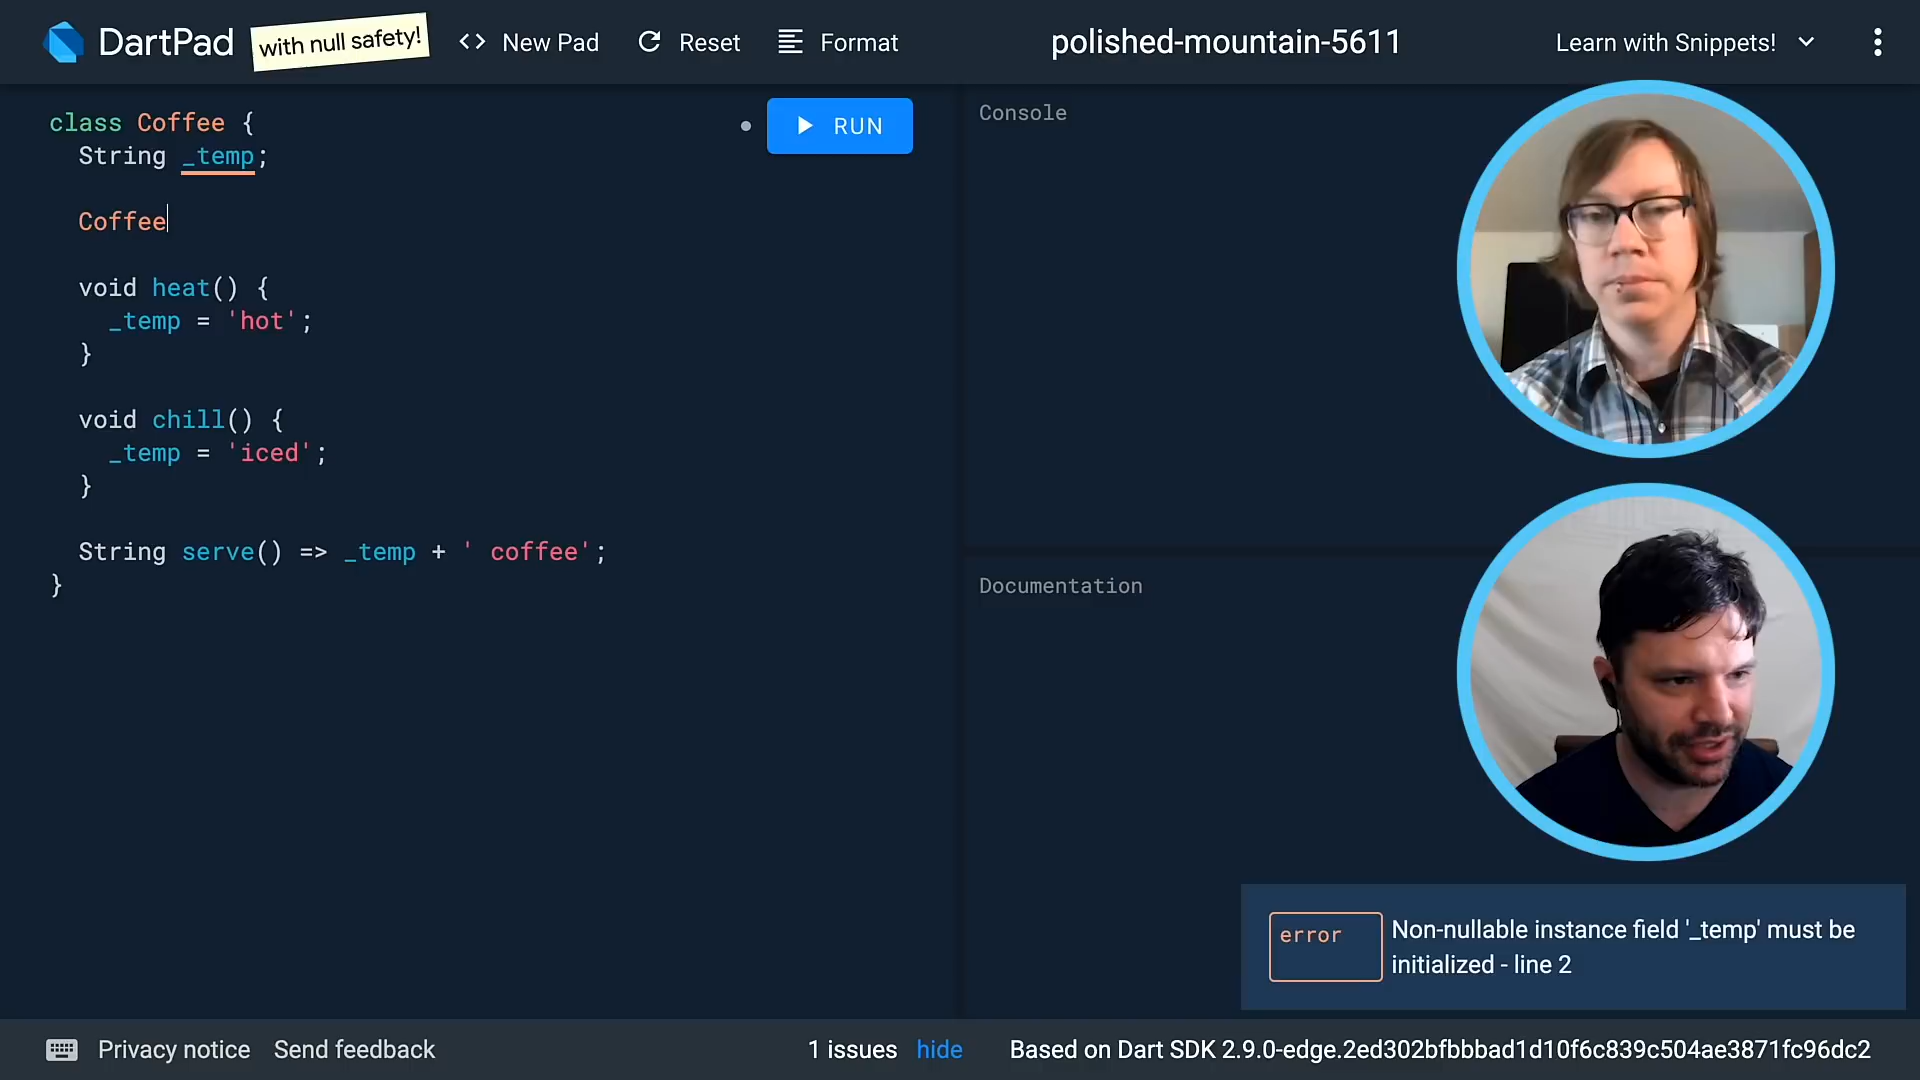 DartPad with null safety! <> New Pad Reset Format polished-mountain-5611 Learn with Snippets!
class Coffee {
RUN
Console
String _temp;
Coffee
void heat() {
_temp = 'hot';
}
void chill() {
_temp = 'iced';
}
String serve() => _temp + ' coffee';
}
Documentation
error Non-nullable instance field '_temp' must be
initialized - line 2
Privacy notice Send feedback 1 issues hide Based on Dart SDK 2.9.0-edge.2ed302bfbbbad1d10f6c839c504ae3871fc96dc2